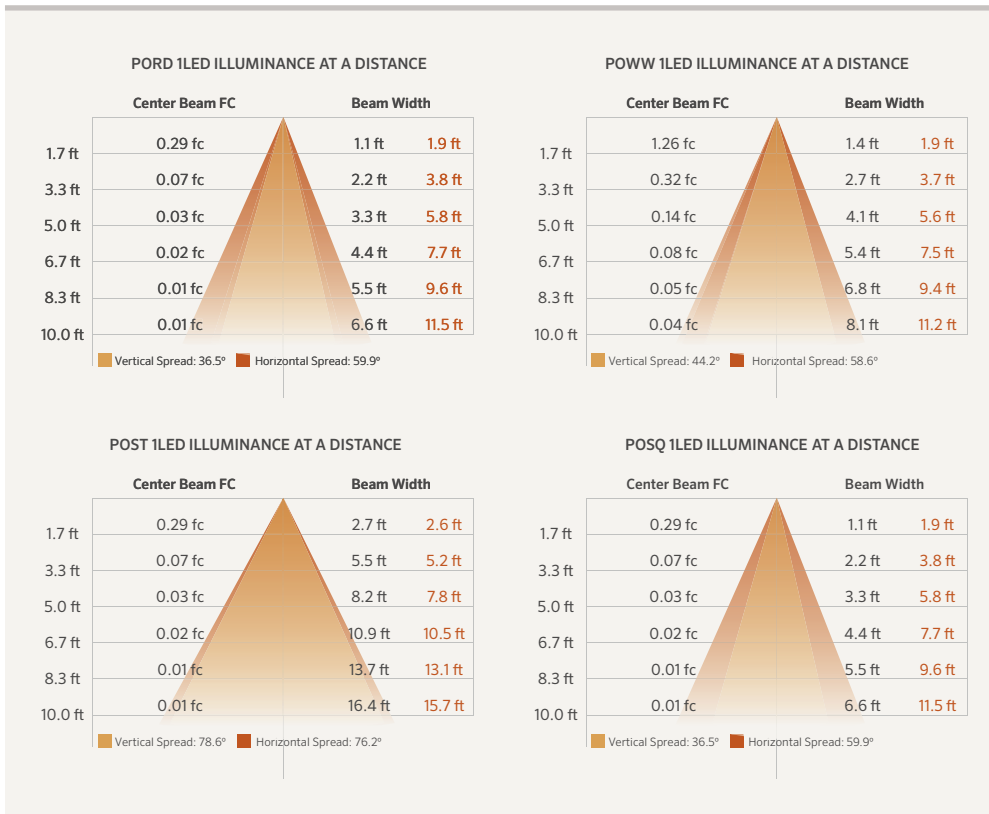 PORD 1LED ILLUMINANCE AT A DISTANCE
Center Beam FC Beam Width
1.7 ft 0.29 fc 1.1 ft 1.9 ft
3.3 ft 0.07 fc 2.2 ft 3.8 ft
5.0 ft 0.03 fc 3.3 ft 5.8 ft
6.7 ft 0.02 fc 4.4 ft 7.7 ft
8.3 ft 0.01 fc 5.5 ft 9.6 ft
10.0 ft 0.01 fc 6.6 ft 11.5 ft
Vertical Spread: 36.5º Horizontal Spread: 59.9º
POWW 1LED ILLUMINANCE AT A DISTANCE
Center Beam FC Beam Width
1.7 ft 1.26 fc 1.4 ft 1.9 ft
3.3 ft 0.32 fc 2.7 ft 3.7 ft
5.0 ft 0.14 fc 4.1 ft 5.6 ft
6.7 ft 0.08 fc 5.4 ft 7.5 ft
8.3 ft 0.05 fc 6.8 ft 9.4 ft
10.0 ft 0.04 fc 8.1 ft 11.2 ft
Vertical Spread: 44.2º Horizontal Spread: 58.6º
POST 1LED ILLUMINANCE AT A DISTANCE
Center Beam FC Beam Width
1.7 ft 0.29 fc 2.7 ft 2.6 ft
3.3 ft 0.07 fc 5.5 ft 5.2 ft
5.0 ft 0.03 fc 8.2 ft 7.8 ft
6.7 ft 0.02 fc 10.9 ft 10.5 ft
8.3 ft 0.01 fc 13.7 ft 13.1 ft
10.0 ft 0.01 fc 16.4 ft 15.7 ft
Vertical Spread: 78.6º Horizontal Spread: 76.2º
POSQ 1LED ILLUMINANCE AT A DISTANCE
Center Beam FC Beam Width
1.7 ft 0.29 fc 1.1 ft 1.9 ft
3.3 ft 0.07 fc 2.2 ft 3.8 ft
5.0 ft 0.03 fc 3.3 ft 5.8 ft
6.7 ft 0.02 fc 4.4 ft 7.7 ft
8.3 ft 0.01 fc 5.5 ft 9.6 ft
10.0 ft 0.01 fc 6.6 ft 11.5 ft
Vertical Spread: 36.5º Horizontal Spread: 59.9º